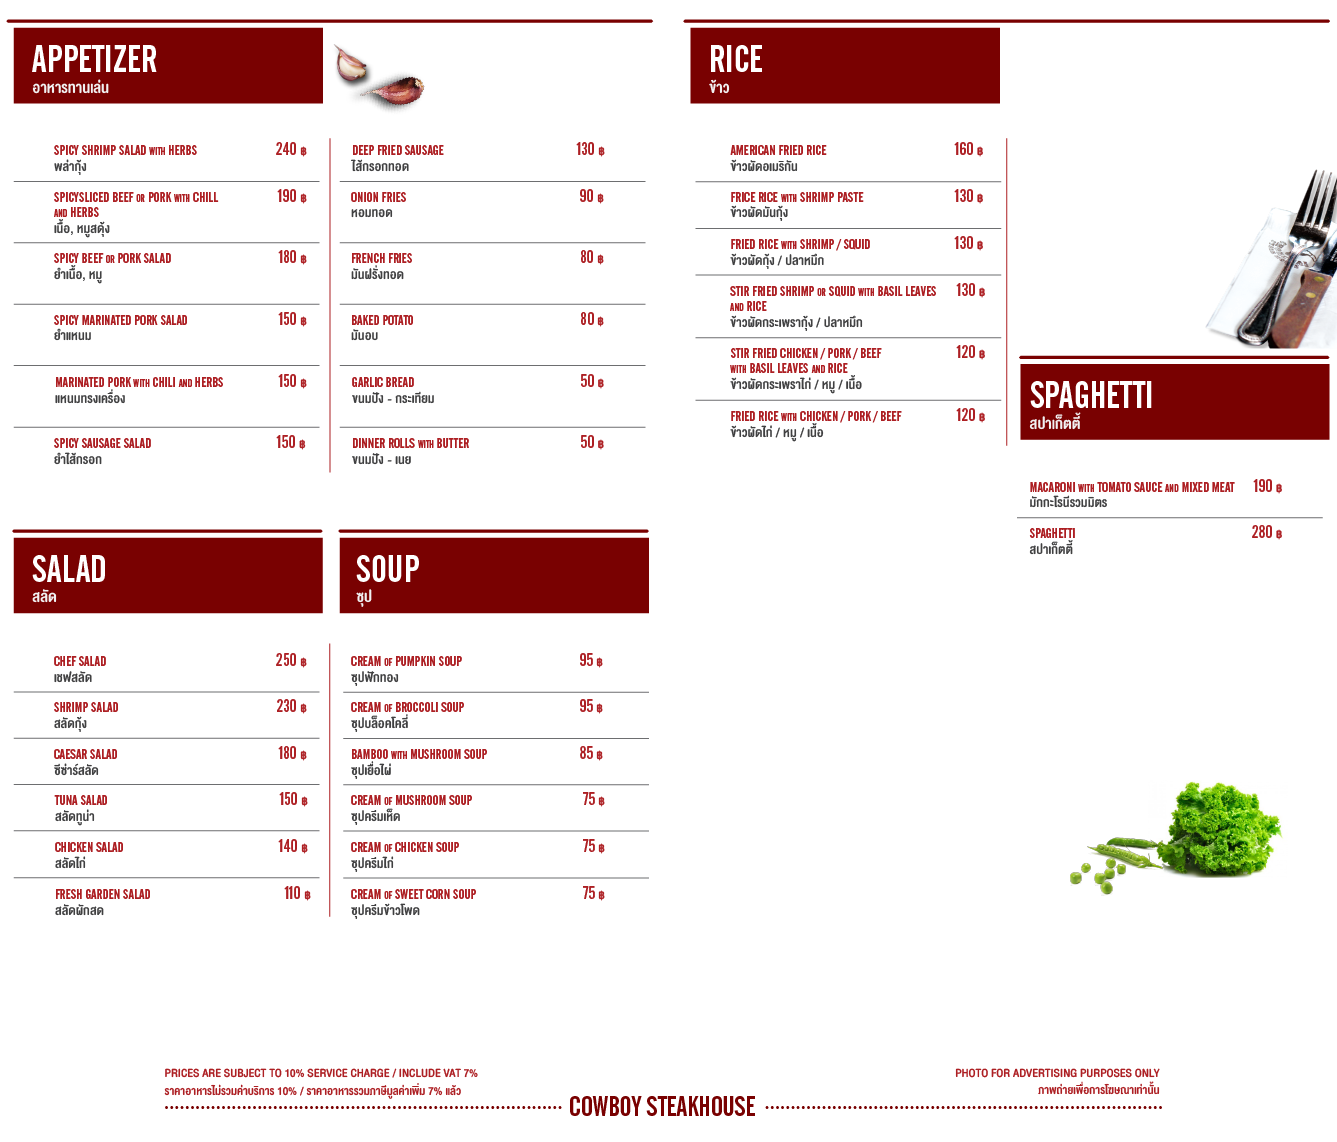 APPETIZER
อาหารทานเล่น
SPICY SHRIMP SALAD WITH HERBS 240 ฿
พล่ากุ้ง
SPICYSLICED BEEF OR PORK WITH CHILL 190 ฿
AND HERBS
เนื้อ, หมูสดุ้ง
SPICY BEEF OR PORK SALAD 180 ฿
ยำเนื้อ, หมู
SPICY MARINATED PORK SALAD 150 ฿
ยำแหนม
MARINATED PORK WITH CHILI AND HERBS 150 ฿
แหนมทรงเครื่อง
SPICY SAUSAGE SALAD 150 ฿
ยำไส้กรอก
DEEP FRIED SAUSAGE 130 ฿
ไส้กรอกทอด
ONION FRIES 90 ฿
หอมทอด
FRENCH FRIES 80 ฿
มันฝรั่งทอด
BAKED POTATO 80 ฿
มันอบ
GARLIC BREAD 50 ฿
ขนมปัง - กระเทียม
DINNER ROLLS WITH BUTTER 50 ฿
ขนมปัง - เนย
SALAD
สลัด
CHEF SALAD 250 ฿
เชฟสลัด
SHRIMP SALAD 230 ฿
สลัดกุ้ง
CAESAR SALAD 180 ฿
ซีซ่าร์สลัด
TUNA SALAD 150 ฿
สลัดทูน่า
CHICKEN SALAD 140 ฿
สลัดไก่
FRESH GARDEN SALAD 110 ฿
สลัดผักสด
SOUP
ซุป
CREAM OF PUMPKIN SOUP 95 ฿
ซุปฟักทอง
CREAM OF BROCCOLI SOUP 95 ฿
ซุปบล็อคโคลี่
BAMBOO WITH MUSHROOM SOUP 85 ฿
ซุปเยื่อไผ่
CREAM OF MUSHROOM SOUP 75 ฿
ซุปครีมเห็ด
CREAM OF CHICKEN SOUP 75 ฿
ซุปครีมไก่
CREAM OF SWEET CORN SOUP 75 ฿
ซุปครีมข้าวโพด
RICE
ข้าว
AMERICAN FRIED RICE 160 ฿
ข้าวผัดอเมริกัน
FRICE RICE WITH SHRIMP PASTE 130 ฿
ข้าวผัดมันกุ้ง
FRIED RICE WITH SHRIMP / SQUID 130 ฿
ข้าวผัดกุ้ง / ปลาหมึก
STIR FRIED SHRIMP OR SQUID WITH BASIL LEAVES 130 ฿
AND RICE
ข้าวผัดกระเพรากุ้ง / ปลาหมึก
STIR FRIED CHICKEN / PORK / BEEF 120 ฿
WITH BASIL LEAVES AND RICE
ข้าวผัดกระเพราไก่ / หมู / เนื้อ
FRIED RICE WITH CHICKEN / PORK / BEEF 120 ฿
ข้าวผัดไก่ / หมู / เนื้อ
SPAGHETTI
สปาเก็ตตี้
MACARONI WITH TOMATO SAUCE AND MIXED MEAT 190 ฿
มักกะโรนีรวมมิตร
SPAGHETTI 280 ฿
สปาเก็ตตี้
PRICES ARE SUBJECT TO 10% SERVICE CHARGE / INCLUDE VAT 7%
ราคาอาหารไม่รวมค่าบริการ 10% / ราคาอาหารรวมภาษีมูลค่าเพิ่ม 7% แล้ว
COWBOY STEAKHOUSE
PHOTO FOR ADVERTISING PURPOSES ONLY
ภาพถ่ายเพื่อการโฆษณาเท่านั้น